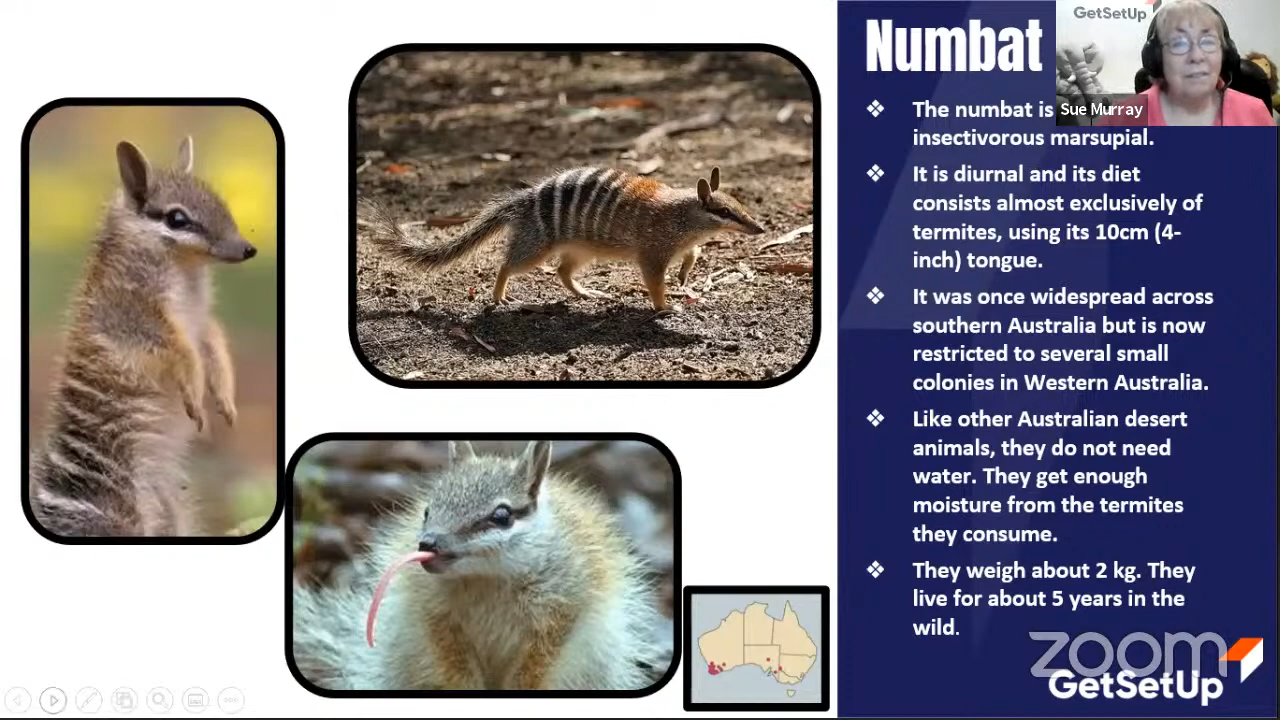 Numbat
GetSetUp
Sue Murray
❖ The numbat is
insectivorous marsupial.
❖ It is diurnal and its diet
consists almost exclusively of
termites, using its 10cm (4-
inch) tongue.
❖ It was once widespread across
southern Australia but is now
restricted to several small
colonies in Western Australia.
❖ Like other Australian desert
animals, they do not need
water. They get enough
moisture from the termites
they consume.
❖ They weigh about 2 kg. They
live for about 5 years in the
wild.
zoom
GetSetUp